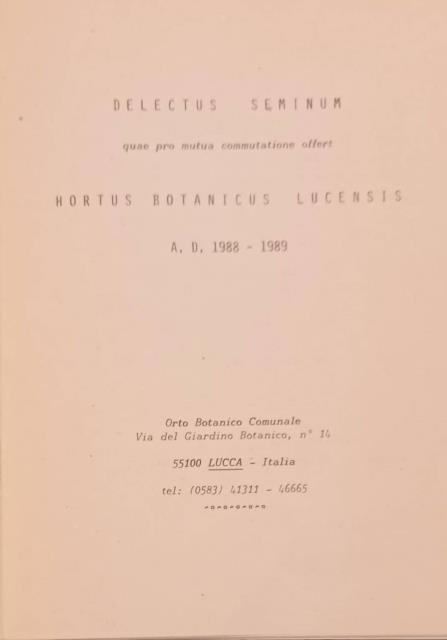 DELECTUS SEMINUM
quae pro mutua commutatione offert
HORTUS BOTANICUS LUCENSIS
A. D. 1988 - 1989
Orto Botanico Comunale
Via del Giardino Botanico, n° 14
55100 LUCCA - Italia
tel: (0583) 41311 - 46665